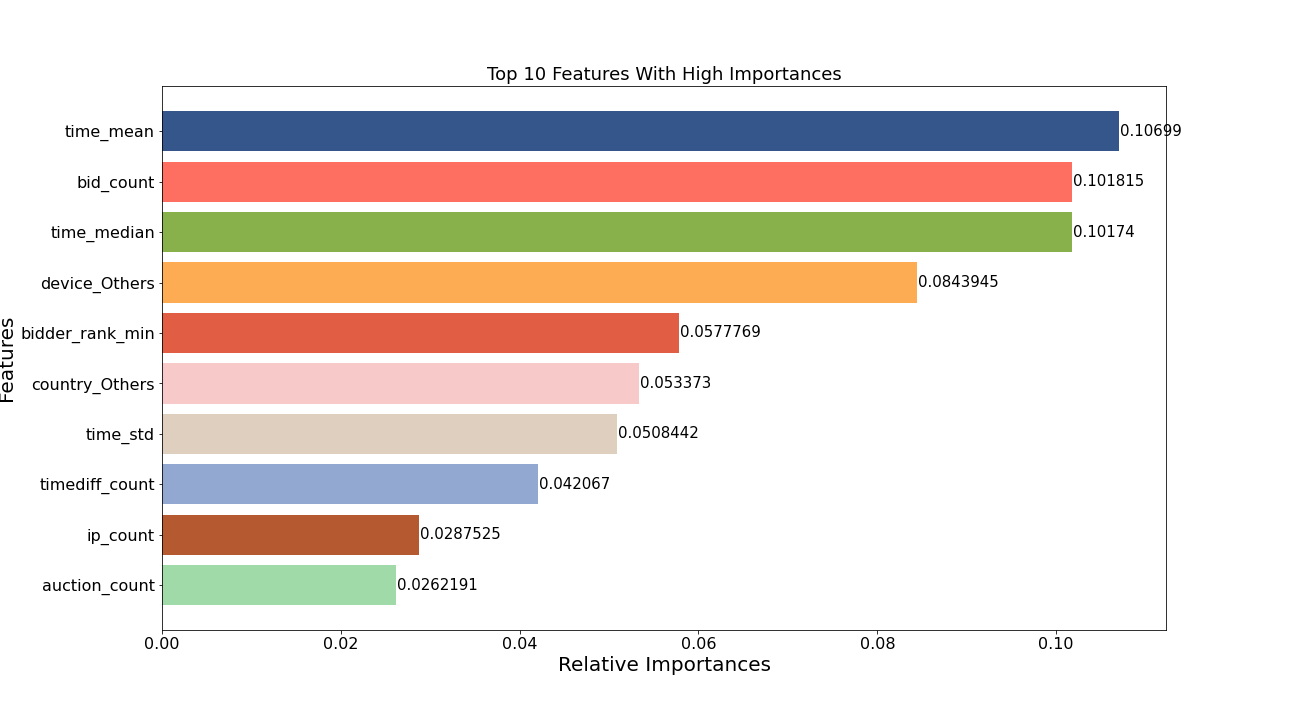 Top 10 Features With High Importances
Features
time_mean 0.10699
bid_count 0.101815
time_median 0.10174
device_Others 0.0843945
bidder_rank_min 0.0577769
country_Others 0.053373
time_std 0.0508442
timediff_count 0.042067
ip_count 0.0287525
auction_count 0.0262191
0.00 0.02 0.04 0.06 0.08 0.10
Relative Importances